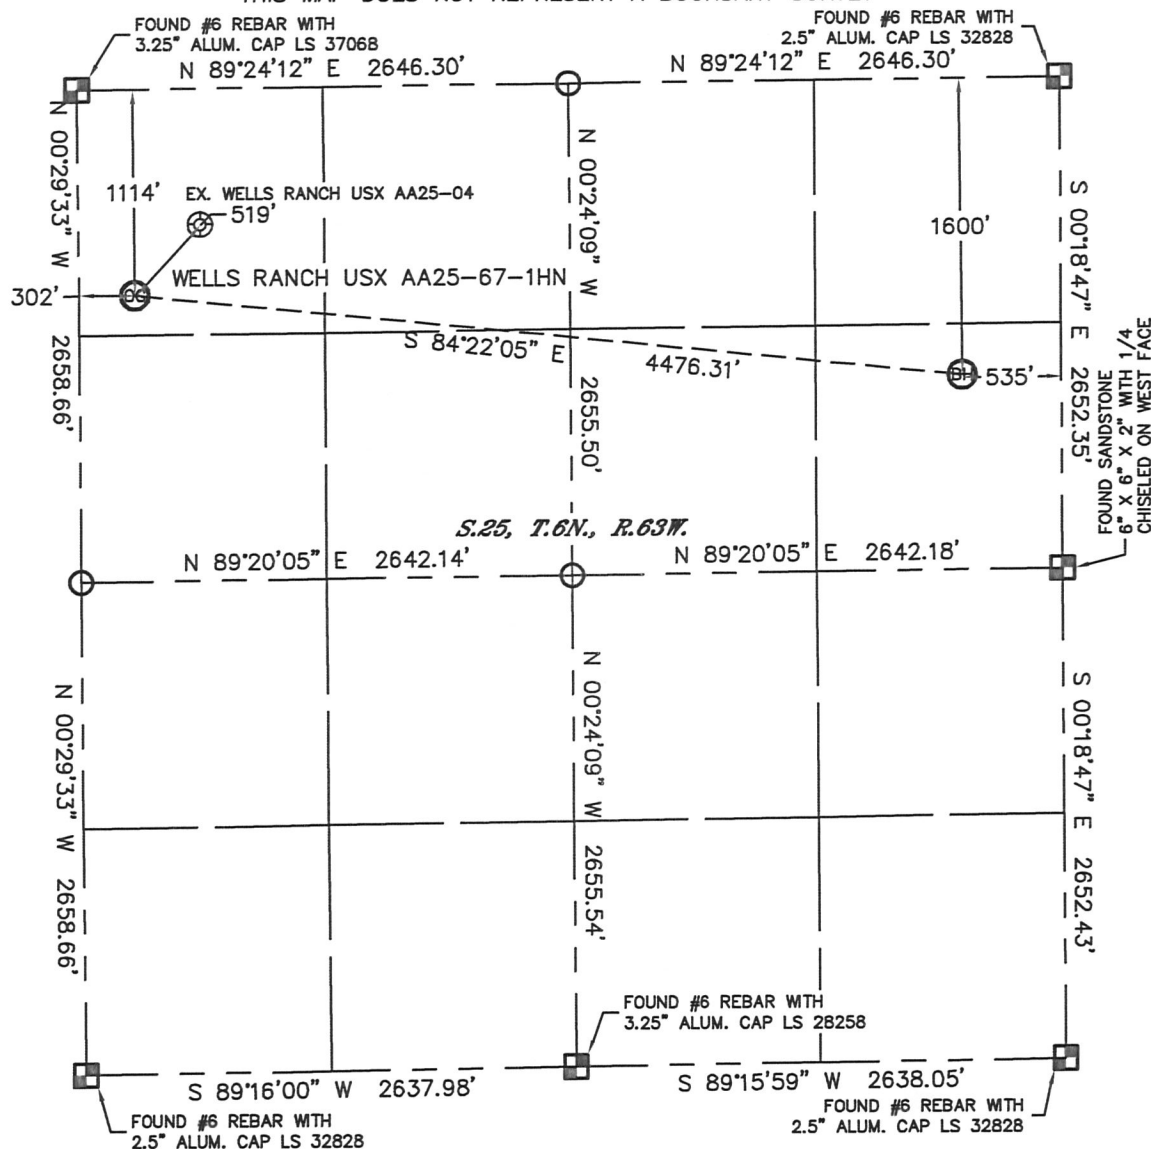 FOUND #6 REBAR WITH
3.25" ALUM. CAP LS 37068
FOUND #6 REBAR WITH
2.5" ALUM. CAP LS 32828
N 89°24'12" E 2646.30'
N 89°24'12" E 2646.30'
N 00°29'33" W 2658.66'
1114'
EX. WELLS RANCH USX AA25-04
519'
N 00°24'09" W 2655.50'
1600'
S 00°18'47" E 2652.35'
WELLS RANCH USX AA25-67-1HN
302'
S 84°22'05" E
4476.31'
535'
FOUND SANDSTONE
6" X 6" X 2" WITH 1/4
CHISELED ON WEST FACE
S.25, T.6N., R.63W.
N 89°20'05" E 2642.14'
N 89°20'05" E 2642.18'
N 00°29'33" W 2658.66'
N 00°24'09" W 2655.54'
S 00°18'47" E 2652.43'
FOUND #6 REBAR WITH
3.25" ALUM. CAP LS 28258
S 89°16'00" W 2637.98'
S 89°15'59" W 2638.05'
FOUND #6 REBAR WITH
2.5" ALUM. CAP LS 32828
FOUND #6 REBAR WITH
2.5" ALUM. CAP LS 32828